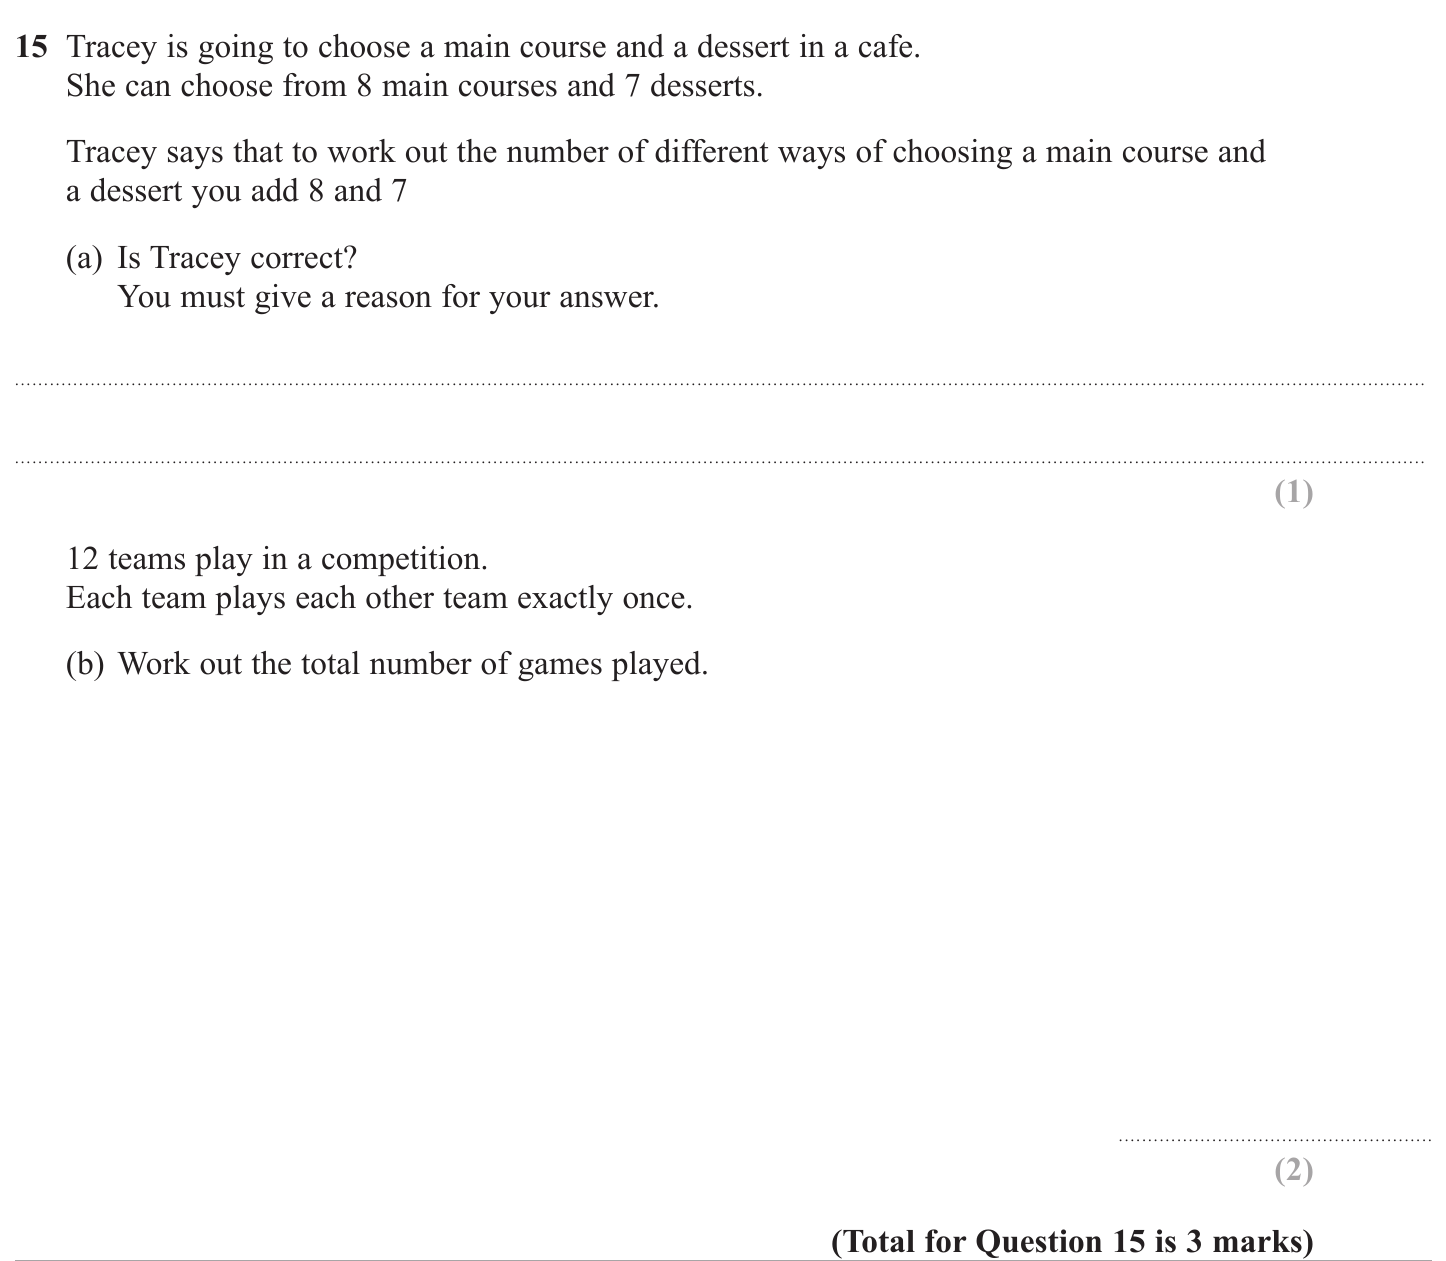 15 Tracey is going to choose a main course and a dessert in a cafe.
She can choose from 8 main courses and 7 desserts.
Tracey says that to work out the number of different ways of choosing a main course and
a dessert you add 8 and 7
(a) Is Tracey correct?
You must give a reason for your answer.
(1)
12 teams play in a competition.
Each team plays each other team exactly once.
(b) Work out the total number of games played.
(2)
(Total for Question 15 is 3 marks)